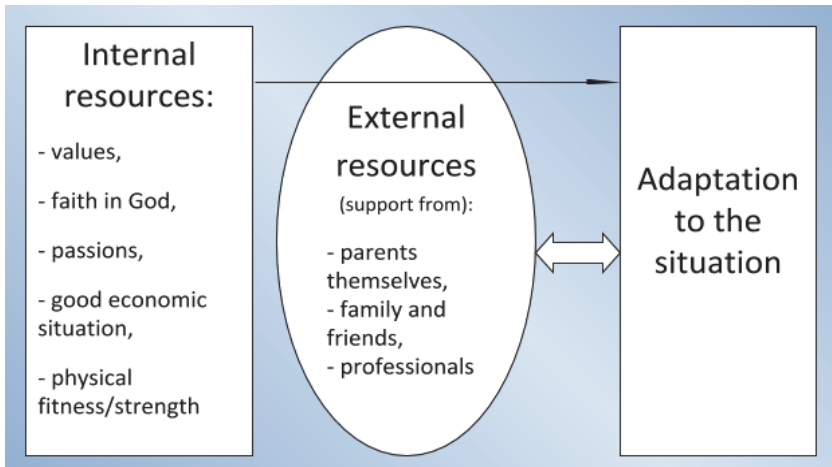 Internal
resources:
- values,
- faith in God,
- passions,
- good economic
situation,
- physical
fitness/strength
External
resources
(support from):
- parents
themselves,
- family and
friends,
- professionals
Adaptation
to the
situation